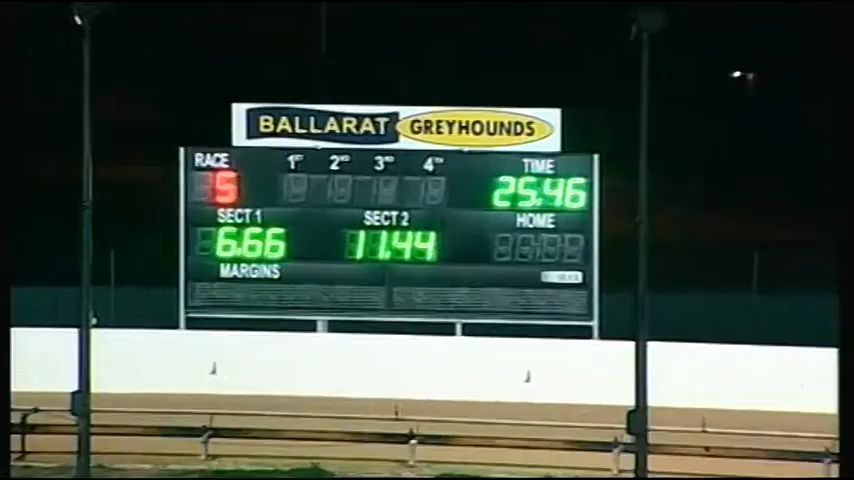 BALLARAT GREYHOUNDS
RACE 1ST 2ND 3RD 4TH TIME
5 25.46
SECT 1 SECT 2 HOME
6.66 11.44
MARGINS